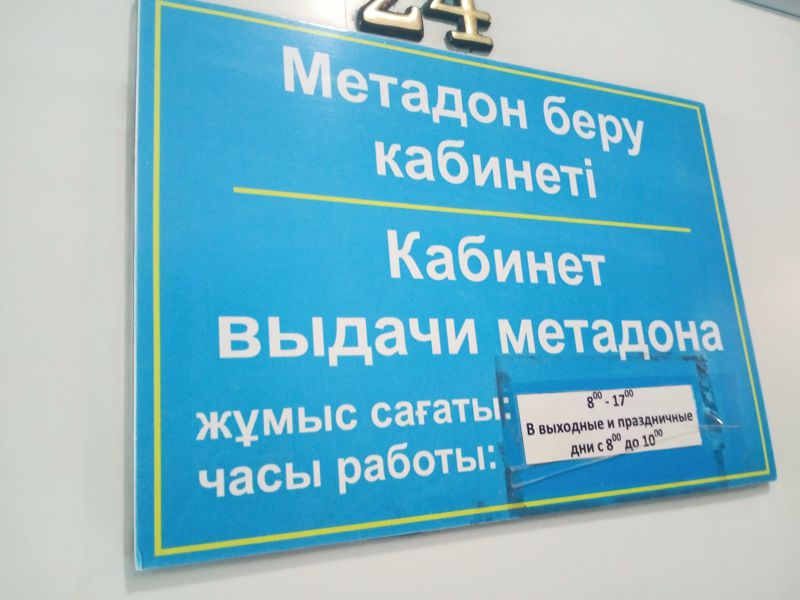 24
Метадон беру
кабинеті
Кабинет
выдачи метадона
жұмыс сағаты:
часы работы:
8⁰⁰ - 17⁰⁰
В выходные и праздничные
дни с 8⁰⁰ до 10⁰⁰